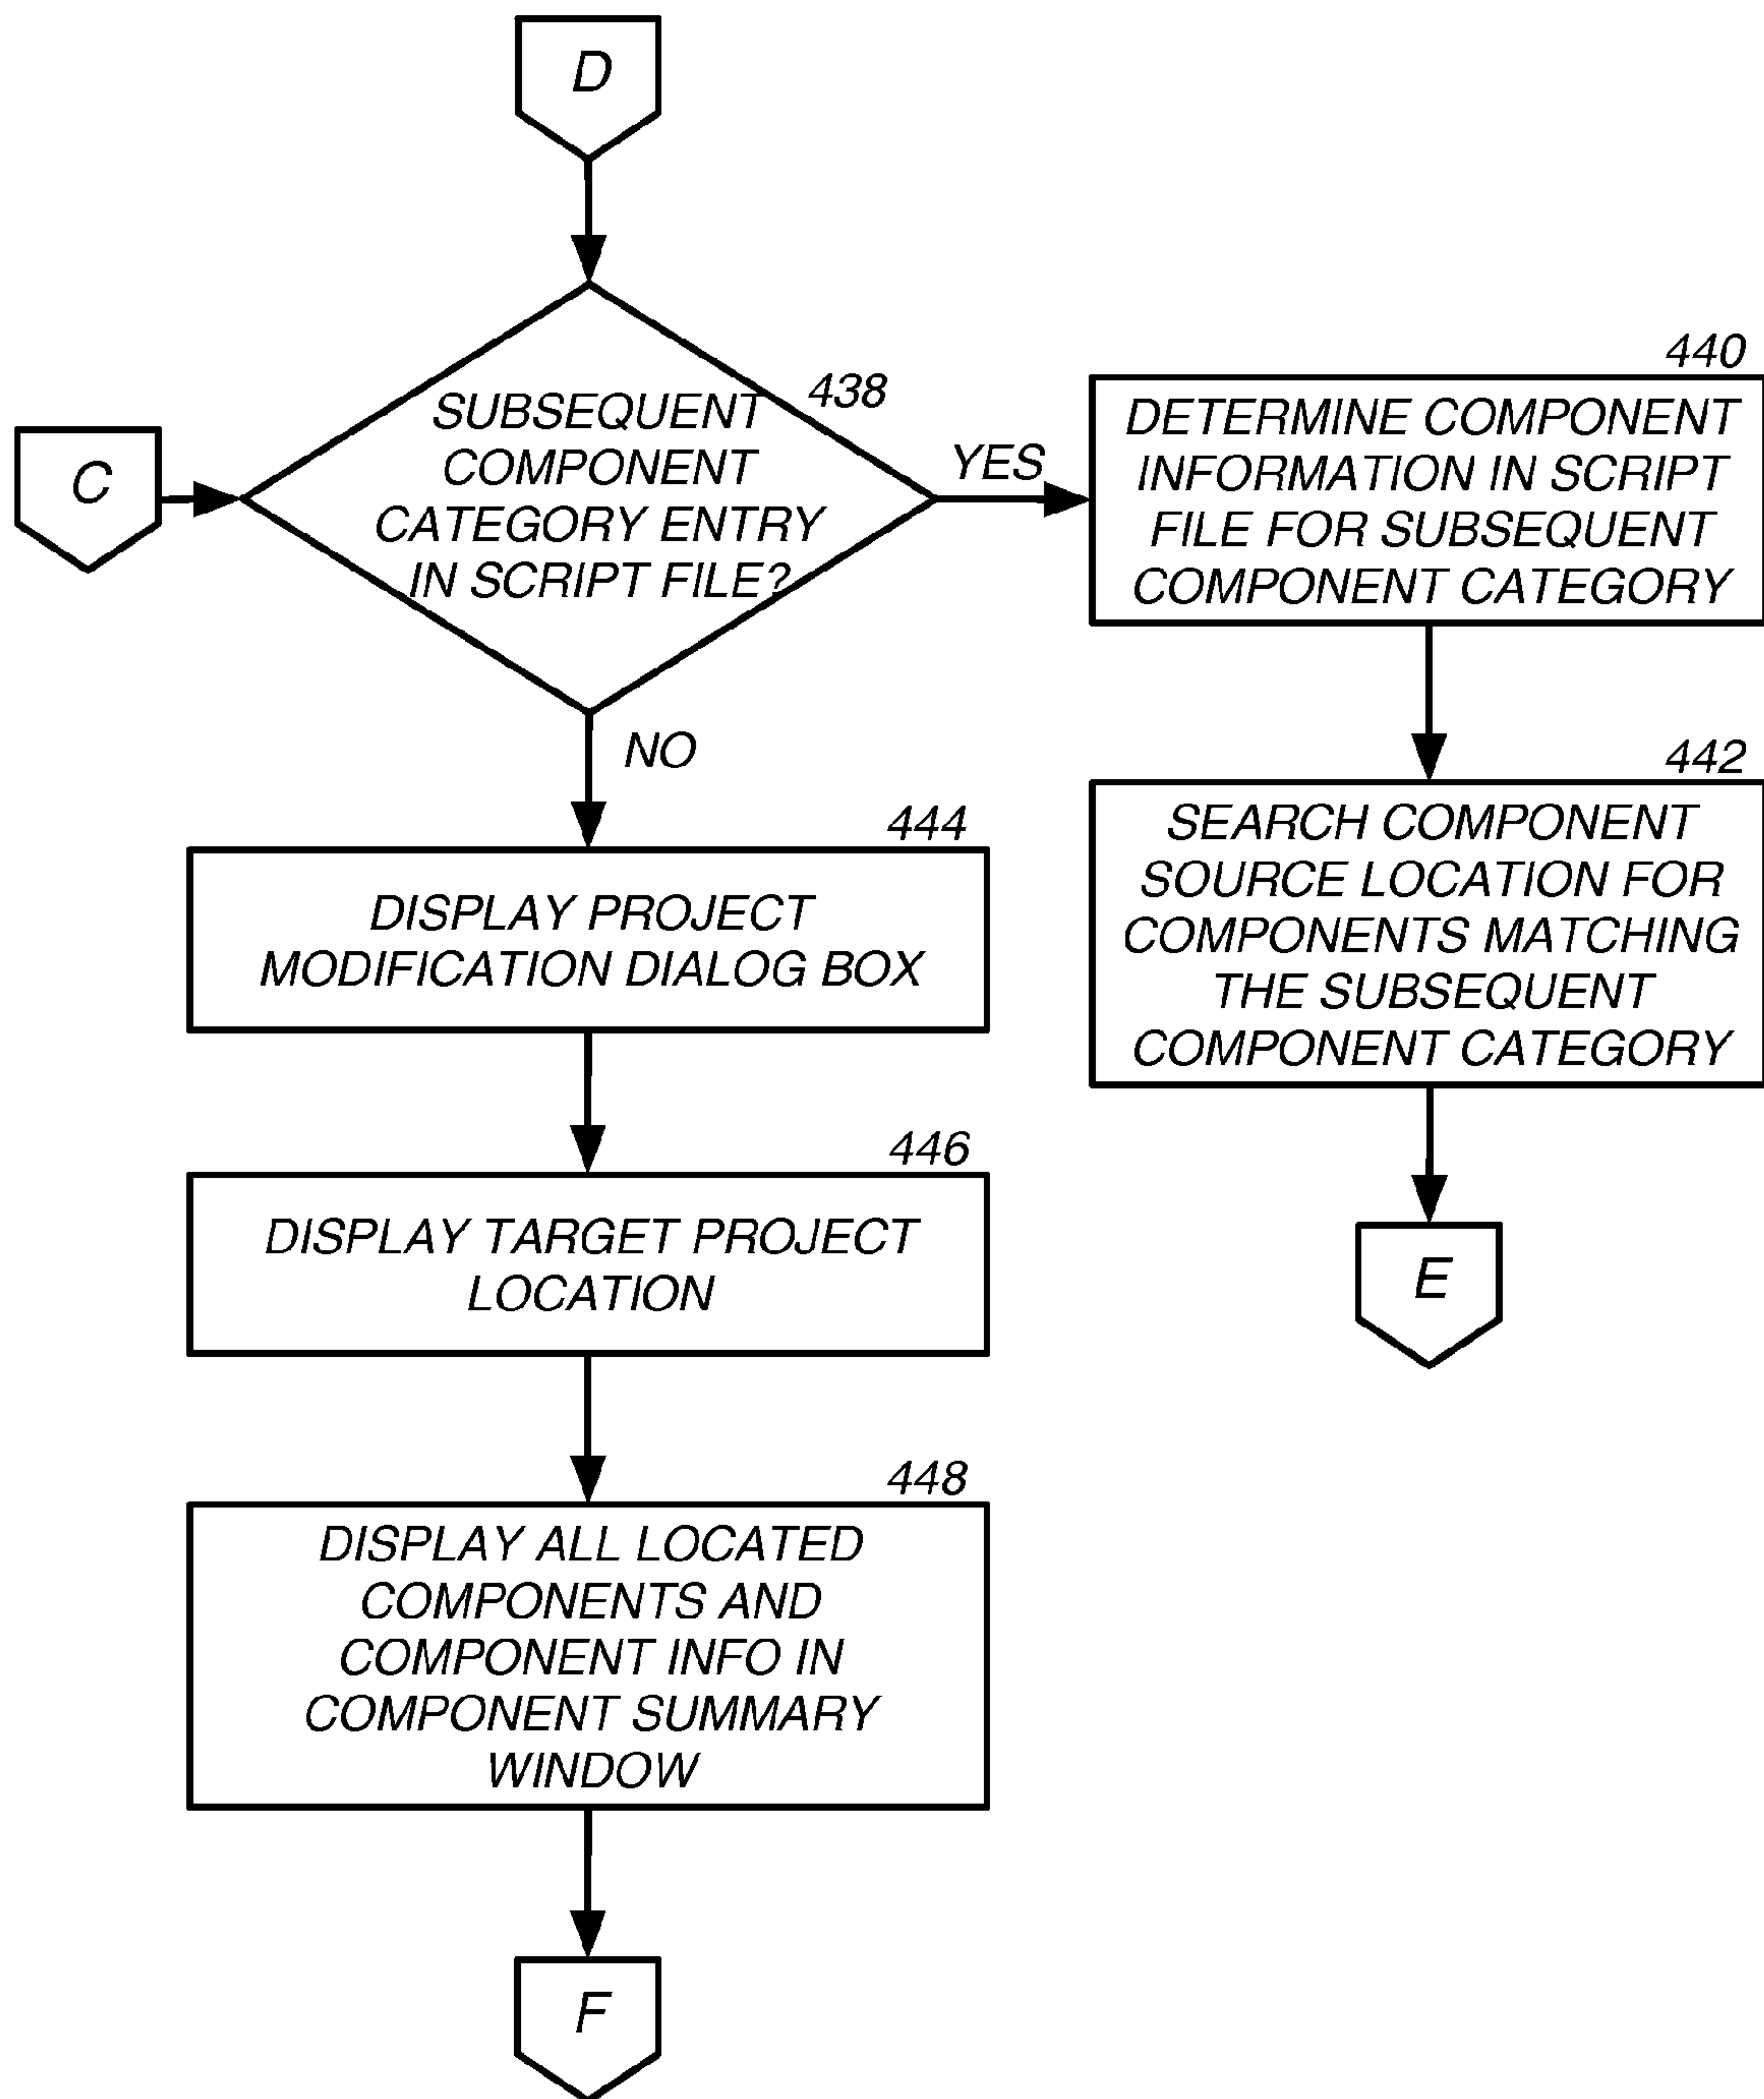 D
438
SUBSEQUENT
COMPONENT
CATEGORY ENTRY
IN SCRIPT FILE?
C
YES
NO
440
DETERMINE COMPONENT
INFORMATION IN SCRIPT
FILE FOR SUBSEQUENT
COMPONENT CATEGORY
442
SEARCH COMPONENT
SOURCE LOCATION FOR
COMPONENTS MATCHING
THE SUBSEQUENT
COMPONENT CATEGORY
E
444
DISPLAY PROJECT
MODIFICATION DIALOG BOX
446
DISPLAY TARGET PROJECT
LOCATION
448
DISPLAY ALL LOCATED
COMPONENTS AND
COMPONENT INFO IN
COMPONENT SUMMARY
WINDOW
F